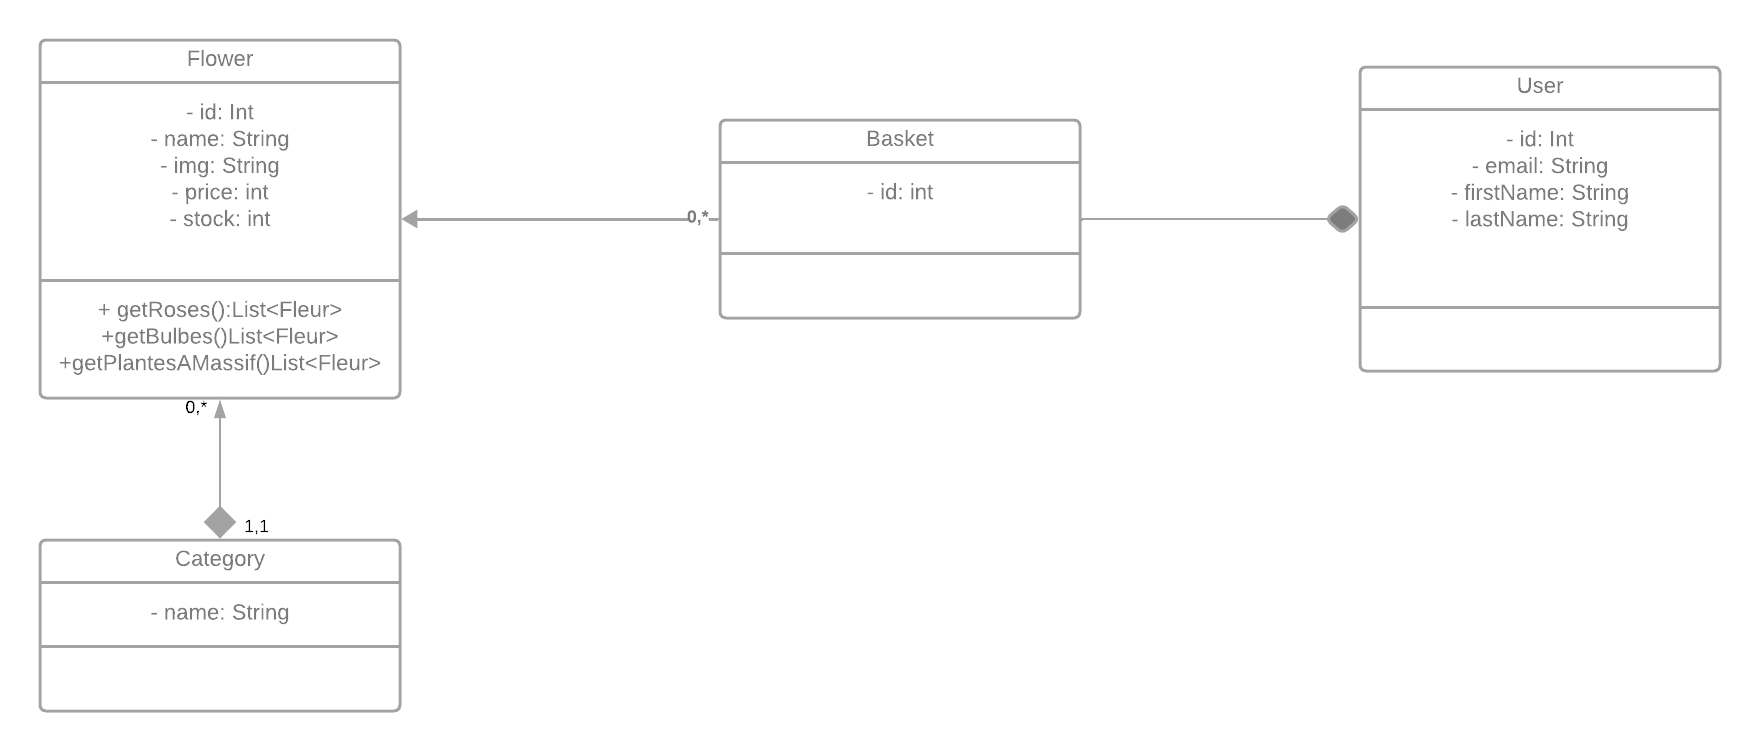 Flower
- id: Int
- name: String
- img: String
- price: int
- stock: int
+ getRoses():List<Fleur>
+getBulbes()List<Fleur>
+getPlantesAMassif()List<Fleur>
0,*
1,1
Category
- name: String
0,*
Basket
- id: int
User
- id: Int
- email: String
- firstName: String
- lastName: String